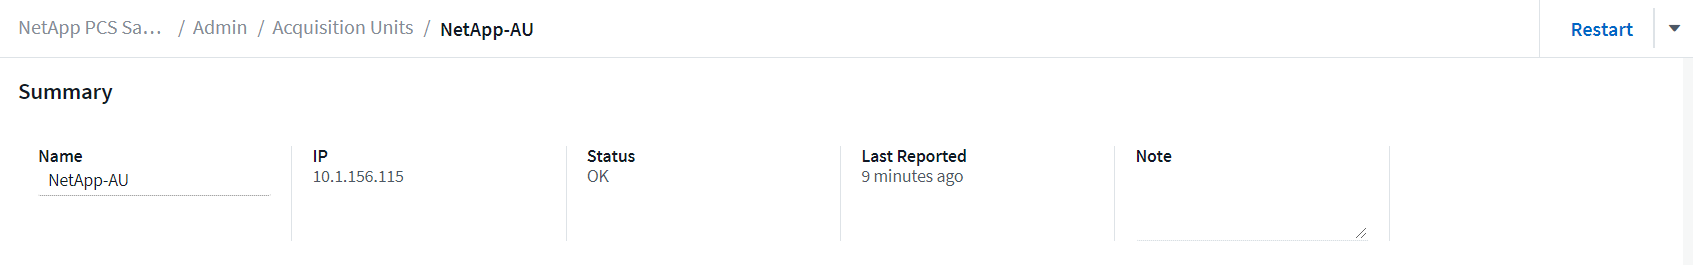 NetApp PCS Sa... / Admin / Acquisition Units / NetApp-AU
Restart
Summary
Name
NetApp-AU
IP
10.1.156.115
Status
OK
Last Reported
9 minutes ago
Note